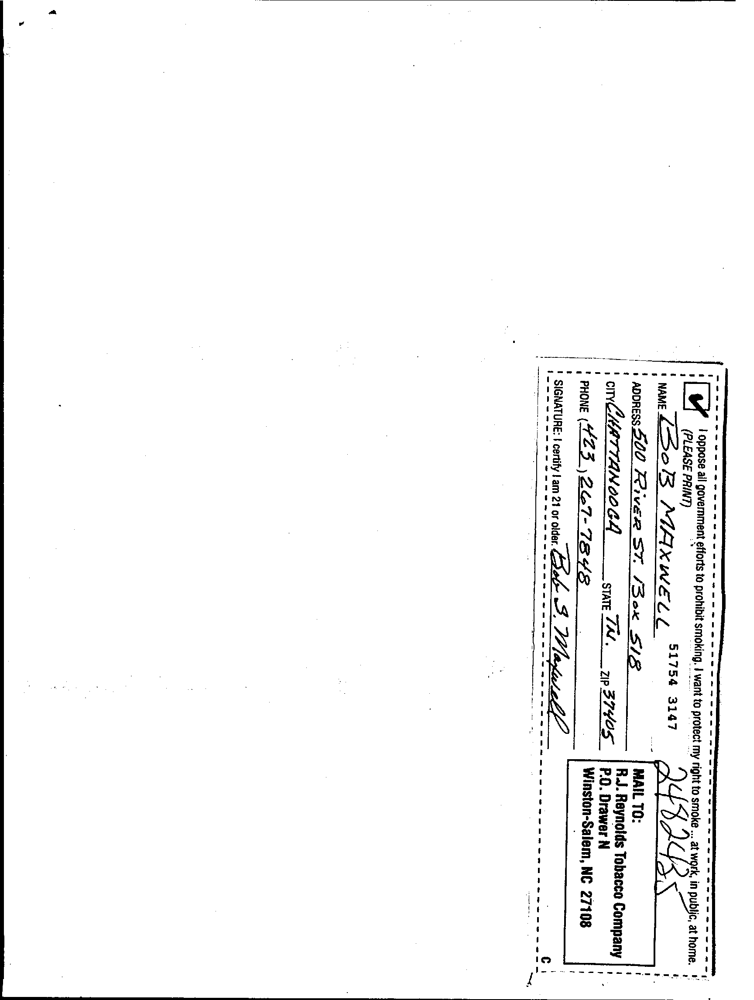 ✔ I oppose all government efforts to prohibit smoking. I want to protect my right to smoke ... at work, in public, at home.
(PLEASE PRINT)
NAME BOB MAXWELL 51754 3147
2482435
ADDRESS 500 RIVER ST. BOX 518
CITY CHATTANOOGA STATE TN. ZIP 37405
PHONE (423) 267-7848
SIGNATURE: I certify I am 21 or older. Bob S. Maxwell
MAIL TO:
R.J. Reynolds Tobacco Company
P.O. Drawer N
Winston-Salem, NC 27108
C